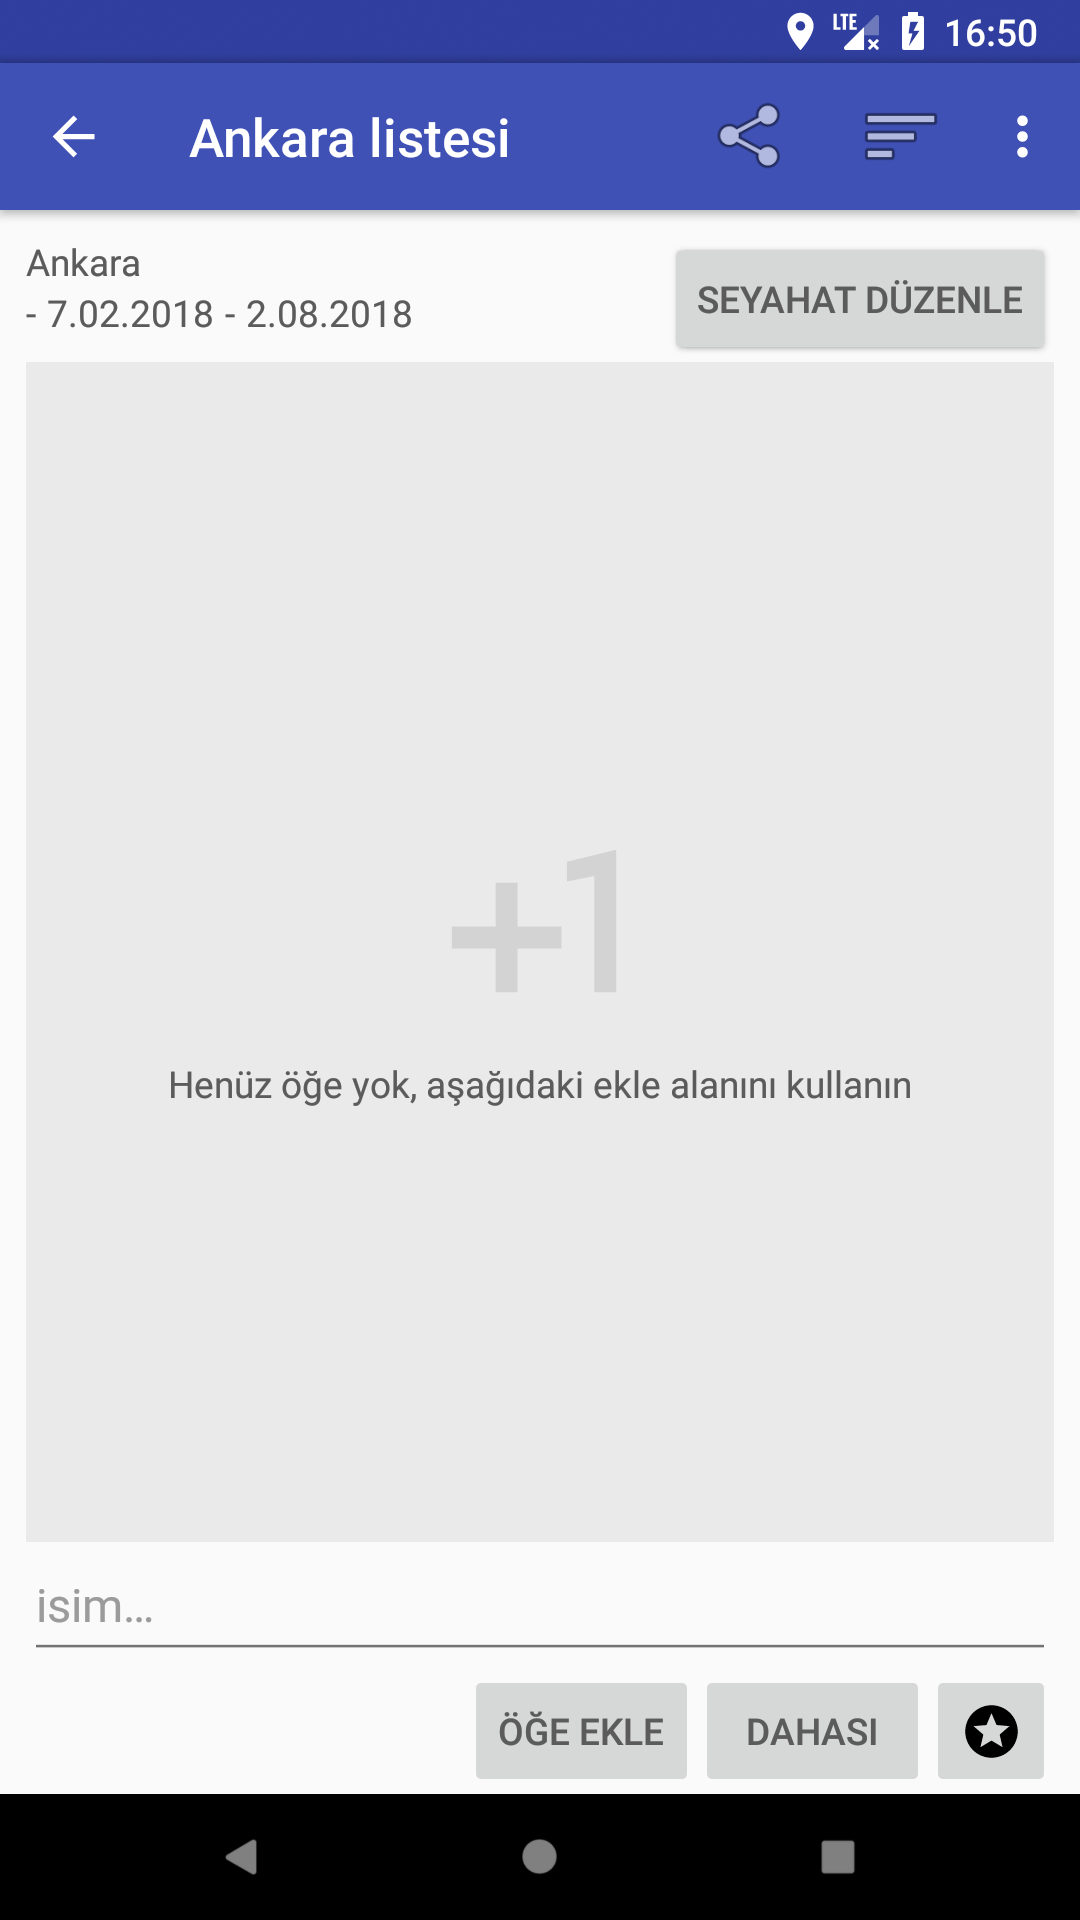 LTE 16:50
Ankara listesi
Ankara
- 7.02.2018 - 2.08.2018
SEYAHAT DÜZENLE
+1
Henüz öğe yok, aşağıdaki ekle alanını kullanın
isim...
ÖĞE EKLE
DAHASI